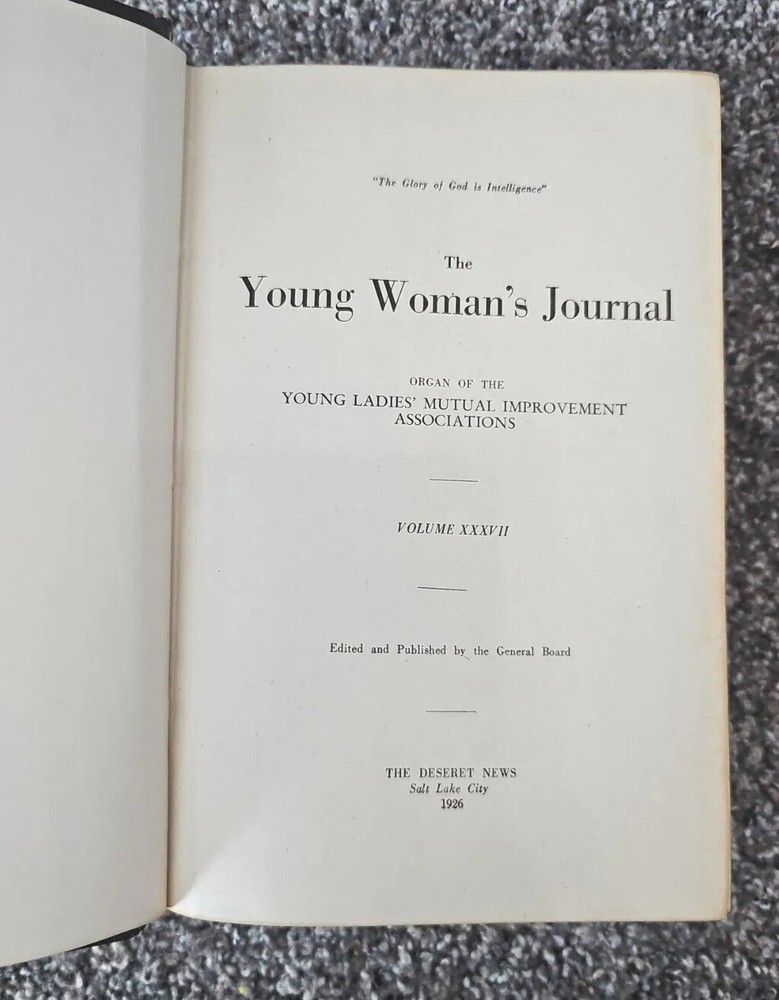 "The Glory of God is Intelligence"
The
Young Woman's Journal
ORGAN OF THE
YOUNG LADIES' MUTUAL IMPROVEMENT
ASSOCIATIONS
VOLUME XXXVII
Edited and Published by the General Board
THE DESERET NEWS
Salt Lake City
1926